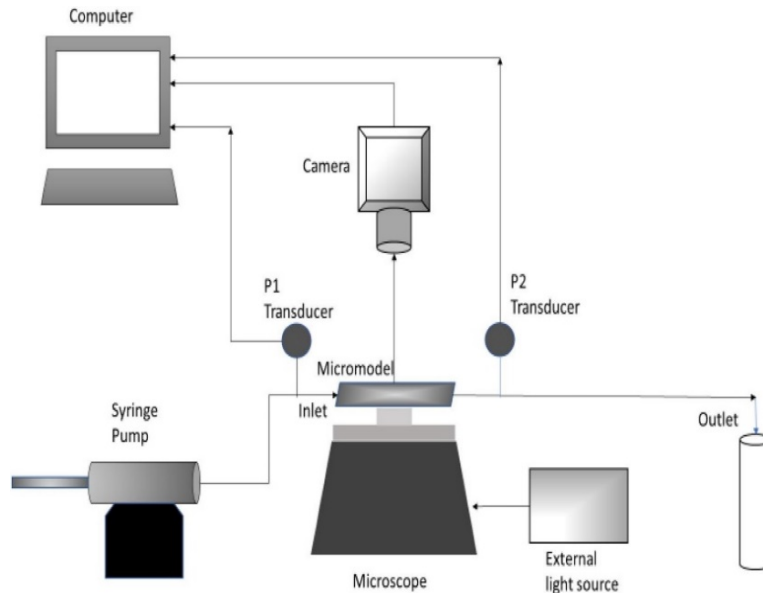 Computer
Camera
P1
Transducer
P2
Transducer
Micromodel
Inlet
Outlet
Syringe
Pump
Microscope
External
light source